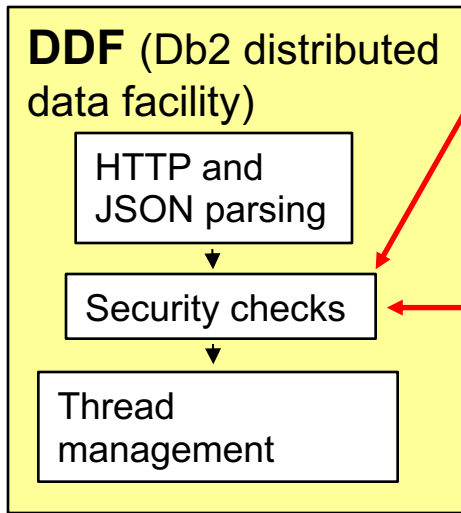 DDF (Db2 distributed
data facility)
HTTP and
JSON parsing
Security checks
Thread
management